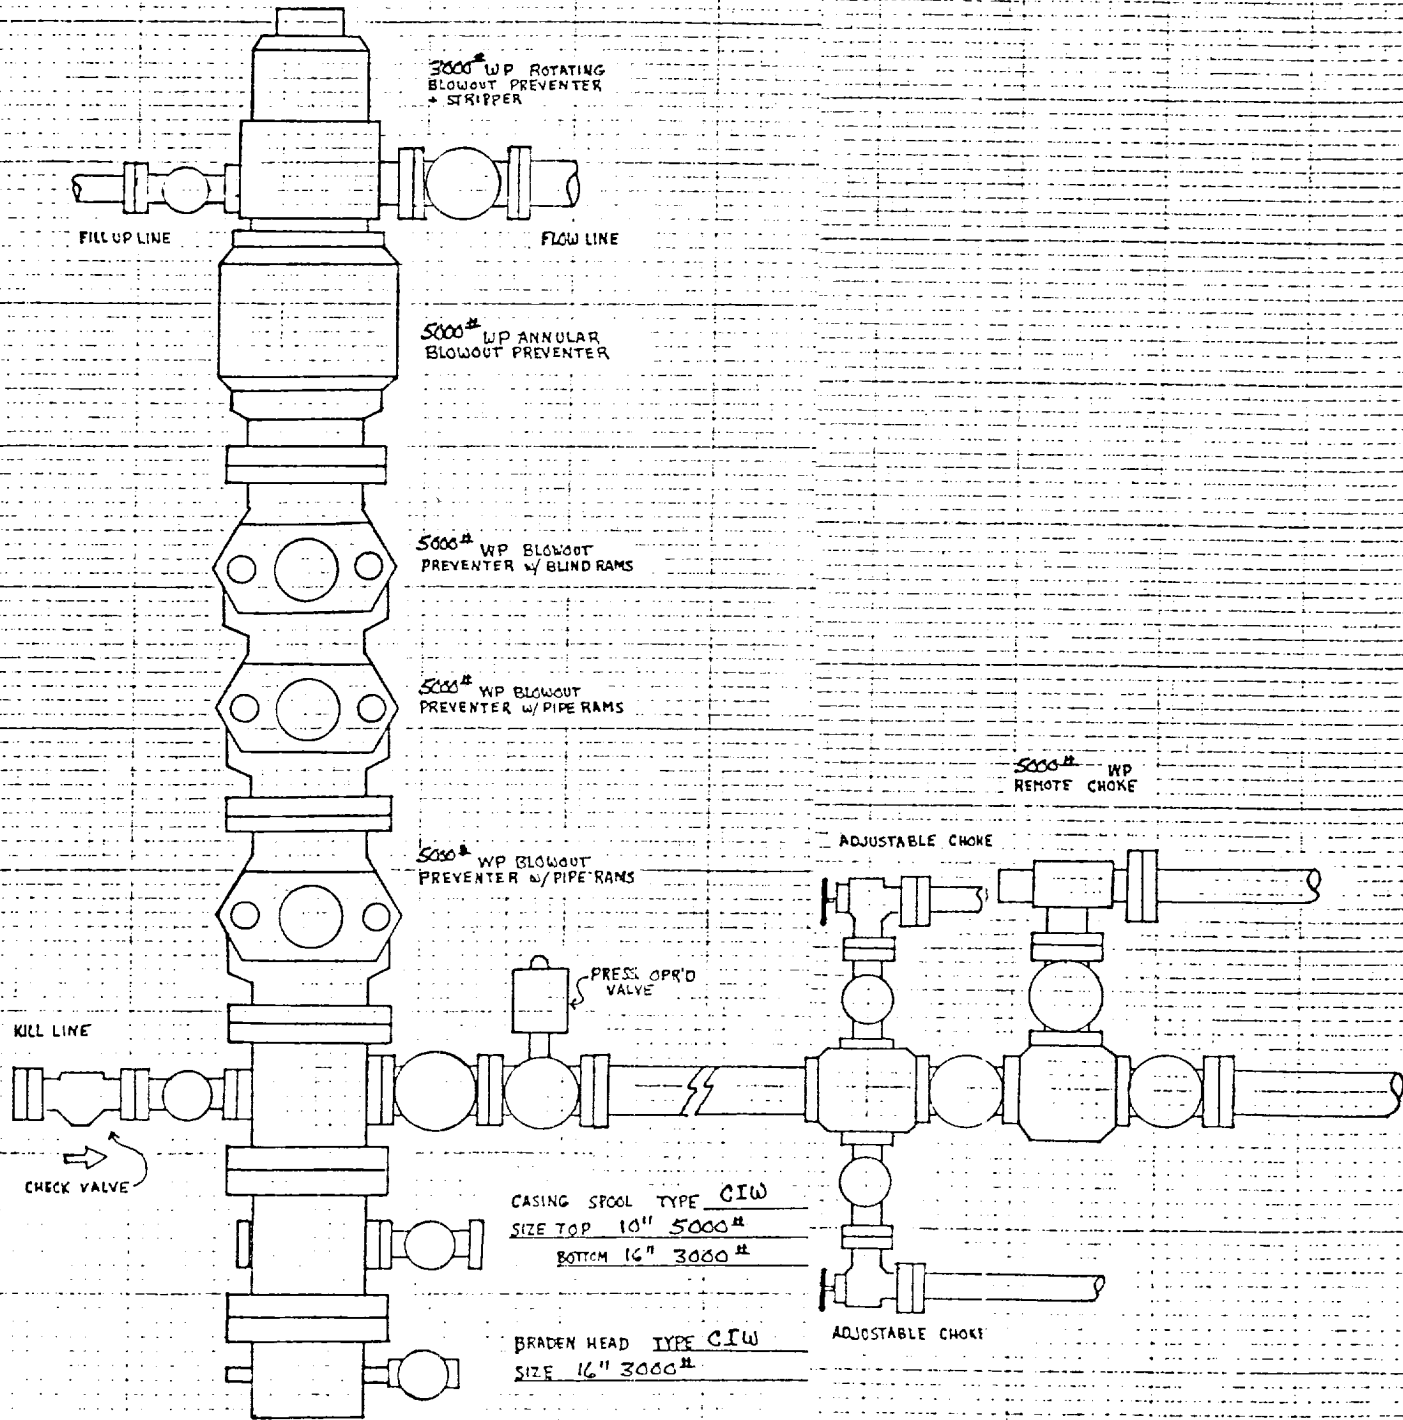 3000# WP ROTATING
BLOWOUT PREVENTER
+ STRIPPER
FILL UP LINE
FLOW LINE
5000# WP ANNULAR
BLOWOUT PREVENTER
5000# WP BLOWOUT
PREVENTER W/ BLIND RAMS
5000# WP BLOWOUT
PREVENTER W/ PIPE RAMS
5000# WP
REMOTE CHOKE
ADJUSTABLE CHOKE
5000# WP BLOWOUT
PREVENTER W/ PIPE RAMS
PRESS. OPR'D
VALVE
KILL LINE
CHECK VALVE
CASING SPOOL TYPE CIW
SIZE TOP 10" 5000#
BOTTOM 16" 3000#
ADJUSTABLE CHOKE
BRADEN HEAD TYPE CIW
SIZE 16" 3000#